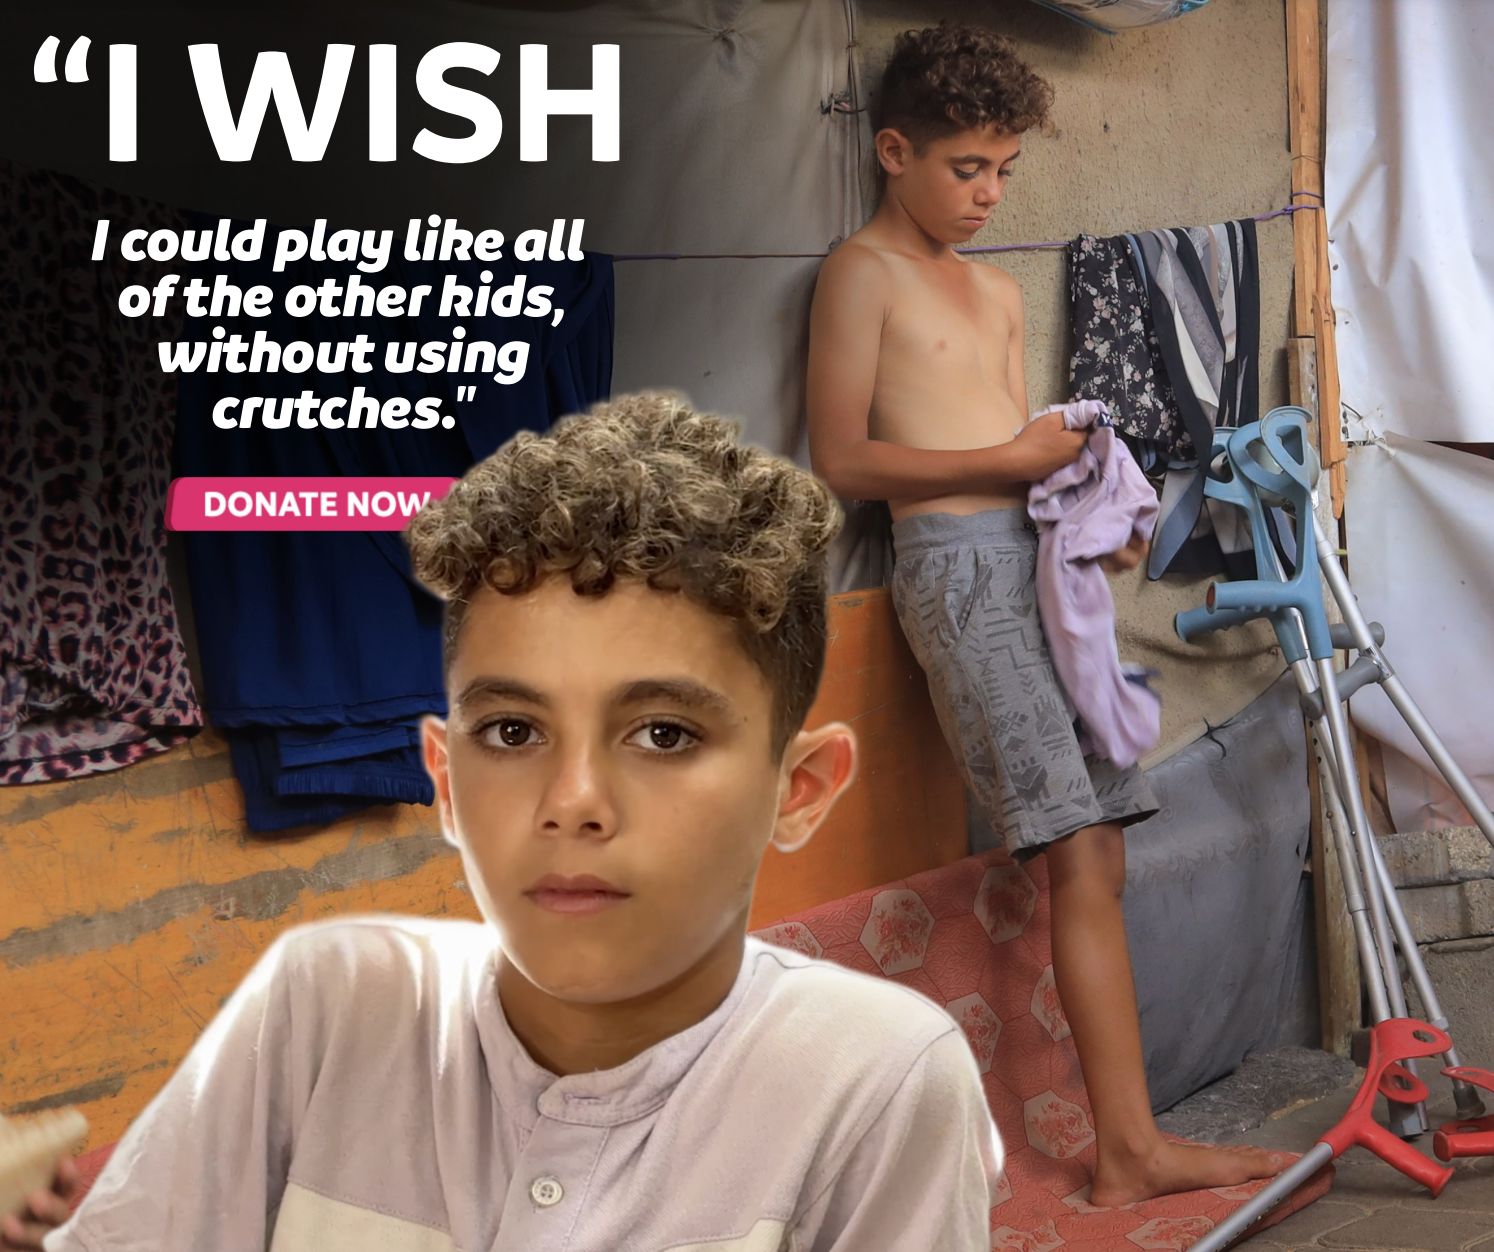 “I WISH
I could play like all
of the other kids,
without using
crutches."
DONATE NOW